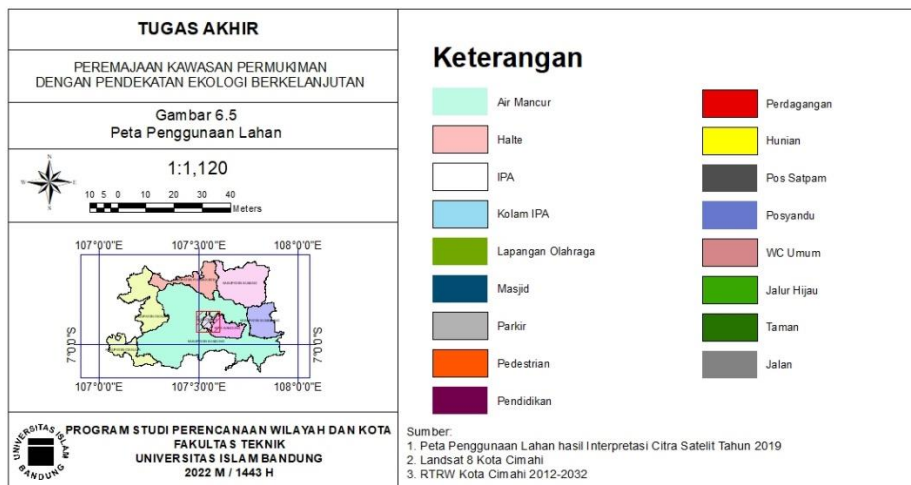 TUGAS AKHIR
PEREMAJAAN KAWASAN PERMUKIMAN
DENGAN PENDEKATAN EKOLOGI BERKELANJUTAN
Gambar 6.5
Peta Penggunaan Lahan
N
W
E
S
1:1,120
10 5 0 10 20 30 40
Meters
107°0'0"E 107°30'0"E 108°0'0"E
7°0'0"S
7°0'0"S
107°0'0"E 107°30'0"E 108°0'0"E
UNIVERSITAS ISLAM
BANDUNG
PROGRAM STUDI PERENCANAAN WILAYAH DAN KOTA
FAKULTAS TEKNIK
UNIVERSITAS ISLAM BANDUNG
2022 M / 1443 H
Keterangan
Air Mancur
Halte
IPA
Kolam IPA
Lapangan Olahraga
Masjid
Parkir
Pedestrian
Pendidikan
Perdagangan
Hunian
Pos Satpam
Posyandu
WC Umum
Jalur Hijau
Taman
Jalan
Sumber:
1. Peta Penggunaan Lahan hasil Interpretasi Citra Satelit Tahun 2019
2. Landsat 8 Kota Cimahi
3. RTRW Kota Cimahi 2012-2032